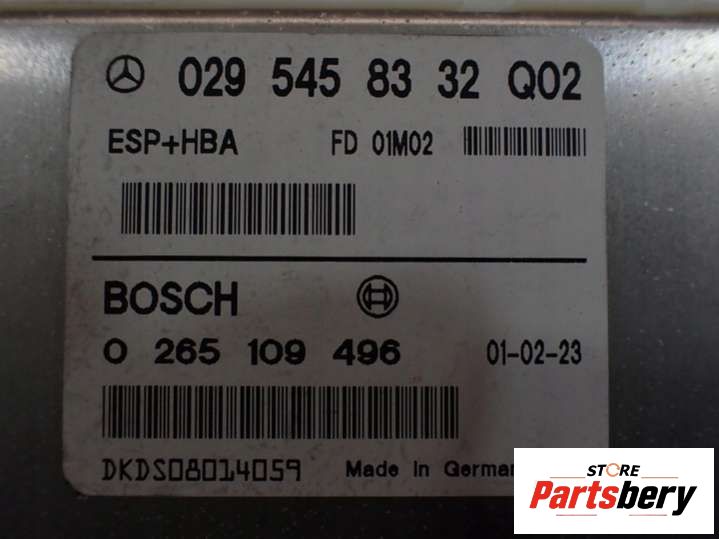 029 545 83 32 Q02
ESP+HBA FD 01M02
BOSCH
0 265 109 496 01-02-23
DKDS08014059 Made in German
STORE
Partsbery